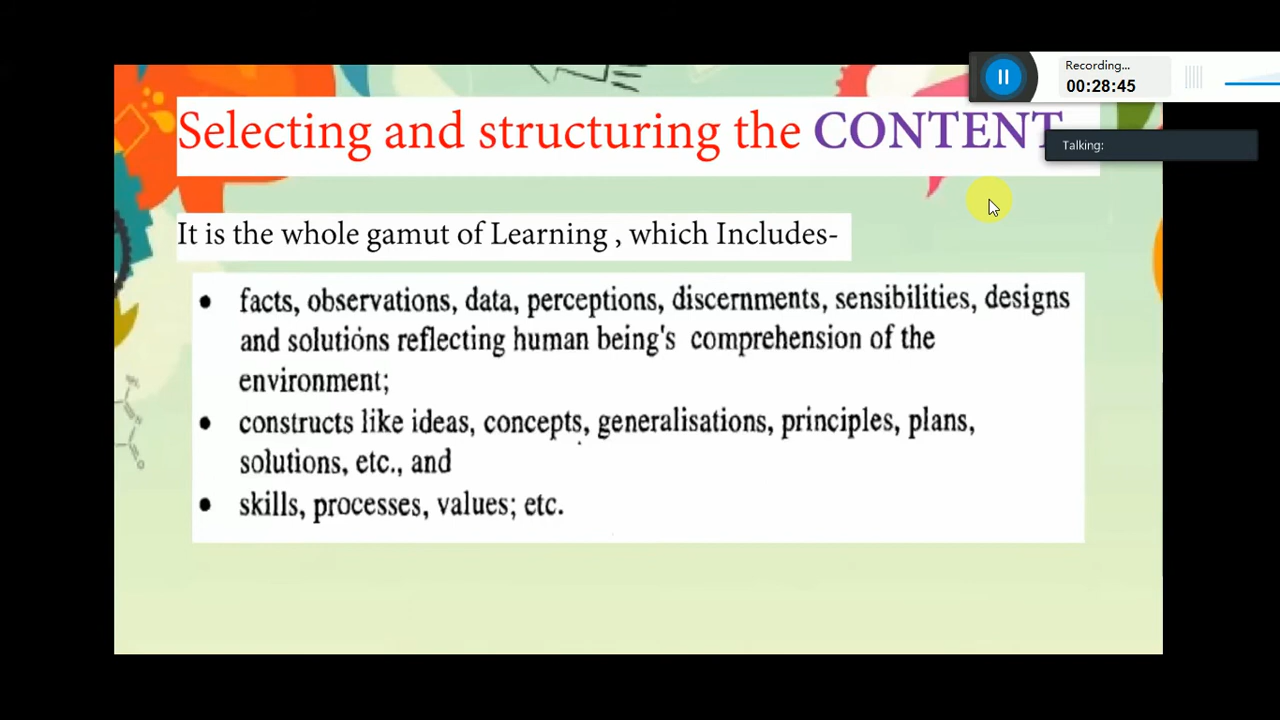 Recording...
00:28:45
Selecting and structuring the CONTENT
Talking:
It is the whole gamut of Learning , which Includes-
• facts, observations, data, perceptions, discernments, sensibilities, designs
and solutions reflecting human being's comprehension of the
environment;
• constructs like ideas, concepts, generalisations, principles, plans,
solutions, etc., and
• skills, processes, values; etc.